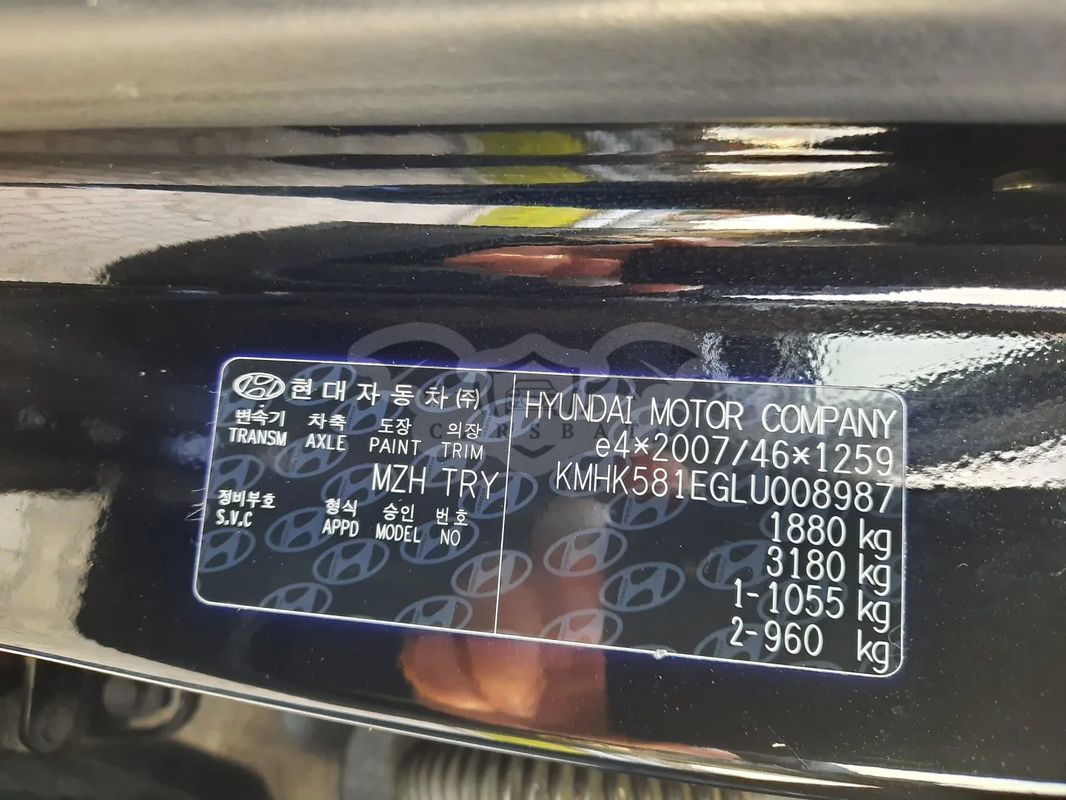 현대자동차㈜
변속기 차축 도장 의장
TRANSM AXLE PAINT TRIM
MZH TRY
정비부호 형식 승인 번호
S.V.C APPD MODEL NO
HYUNDAI MOTOR COMPANY
e4*2007/46*1259
KMHK581EGLU008987
1880 kg
3180 kg
1-1055 kg
2-960 kg